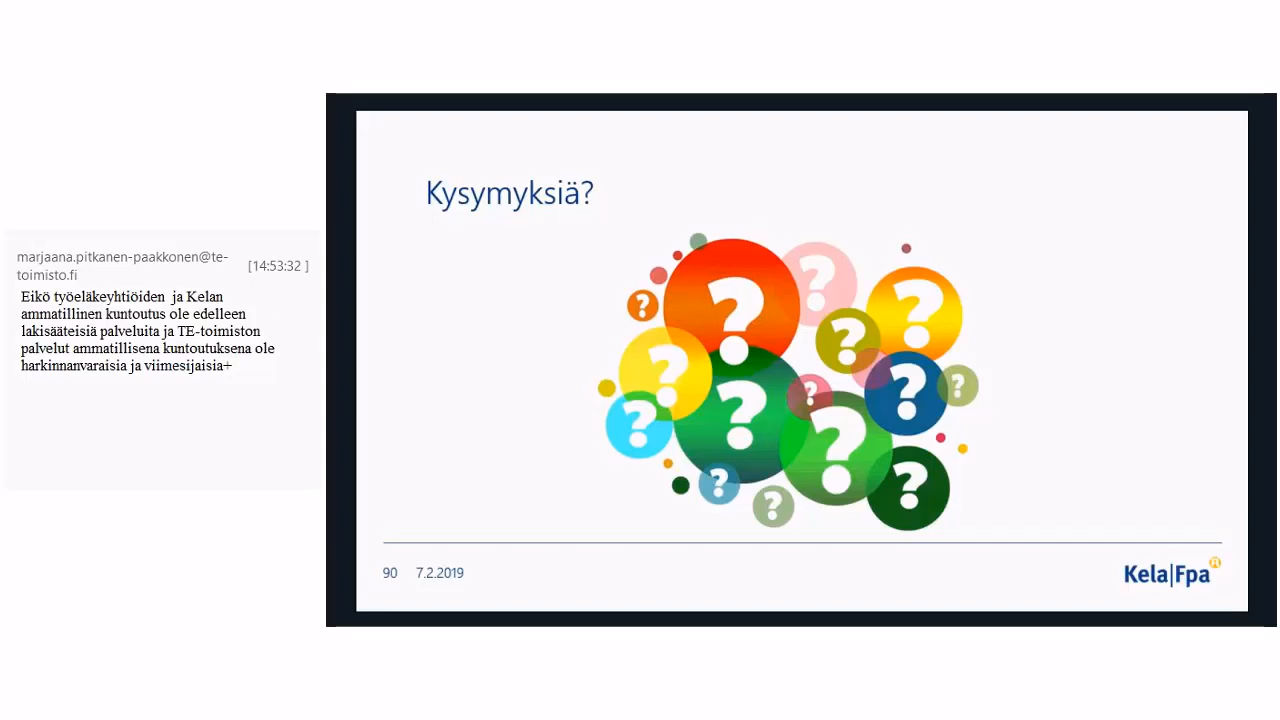 marjaana.pitkanen-paakkonen@te-
toimisto.fi
[14:53:32 ]
Eikö työeläkeyhtiöiden  ja Kelan
ammatillinen kuntoutus ole edelleen
lakisääteisiä palveluita ja TE-toimiston
palvelut ammatillisena kuntoutuksena ole
harkinnanvaraisia ja viimesijaisia+
Kysymyksiä?
? ? ?
? ? ?
? ? ? ?
? ? ?
? ? ?
90 7.2.2019
Kela|Fpa